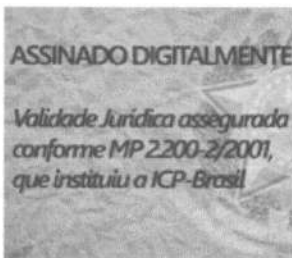 ASSINADO DIGITALMENTE
Validade Jurídica assegurada
conforme MP 2.200-2/2001,
que instituiu a ICP-Brasil